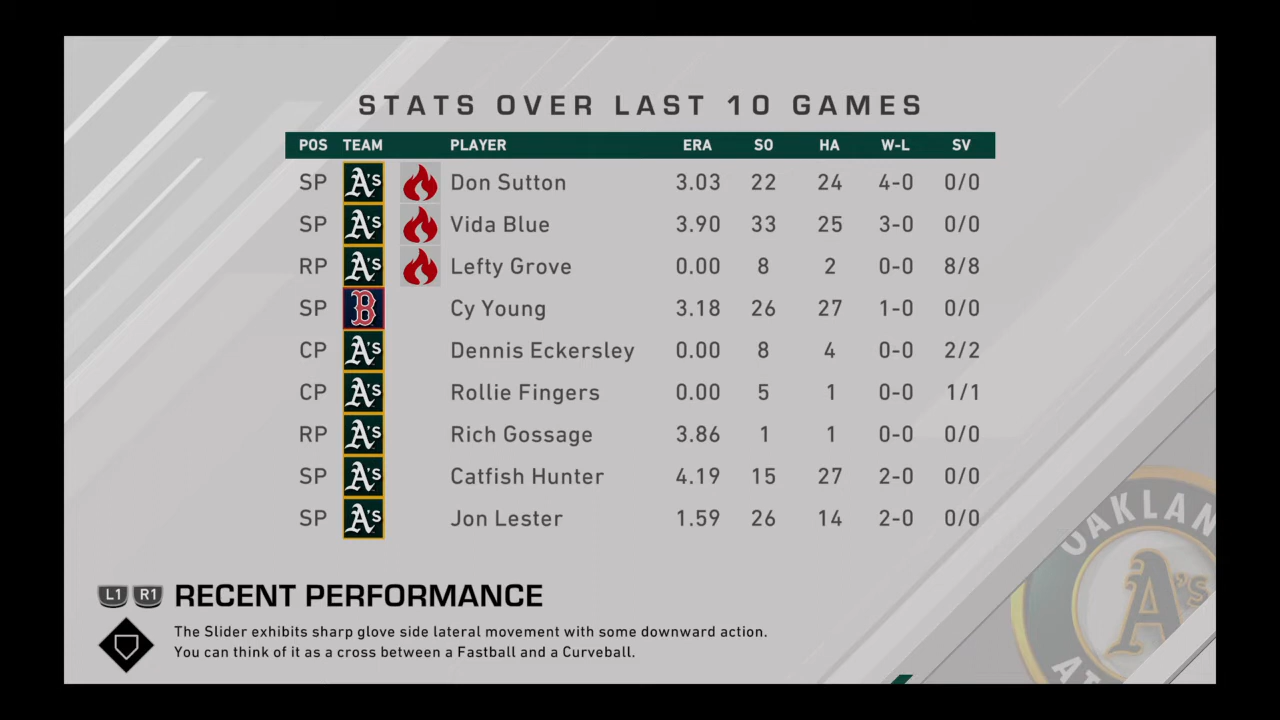 STATS OVER LAST 10 GAMES
POS TEAM PLAYER ERA SO HA W-L SV
SP A's Don Sutton 3.03 22 24 4-0 0/0
SP A's Vida Blue 3.90 33 25 3-0 0/0
RP A's Lefty Grove 0.00 8 2 0-0 8/8
SP B Cy Young 3.18 26 27 1-0 0/0
CP A's Dennis Eckersley 0.00 8 4 0-0 2/2
CP A's Rollie Fingers 0.00 5 1 0-0 1/1
RP A's Rich Gossage 3.86 1 1 0-0 0/0
SP A's Catfish Hunter 4.19 15 27 2-0 0/0
SP A's Jon Lester 1.59 26 14 2-0 0/0
OAKLAN
A's
AT
L1 R1 RECENT PERFORMANCE
The Slider exhibits sharp glove side lateral movement with some downward action.
You can think of it as a cross between a Fastball and a Curveball.